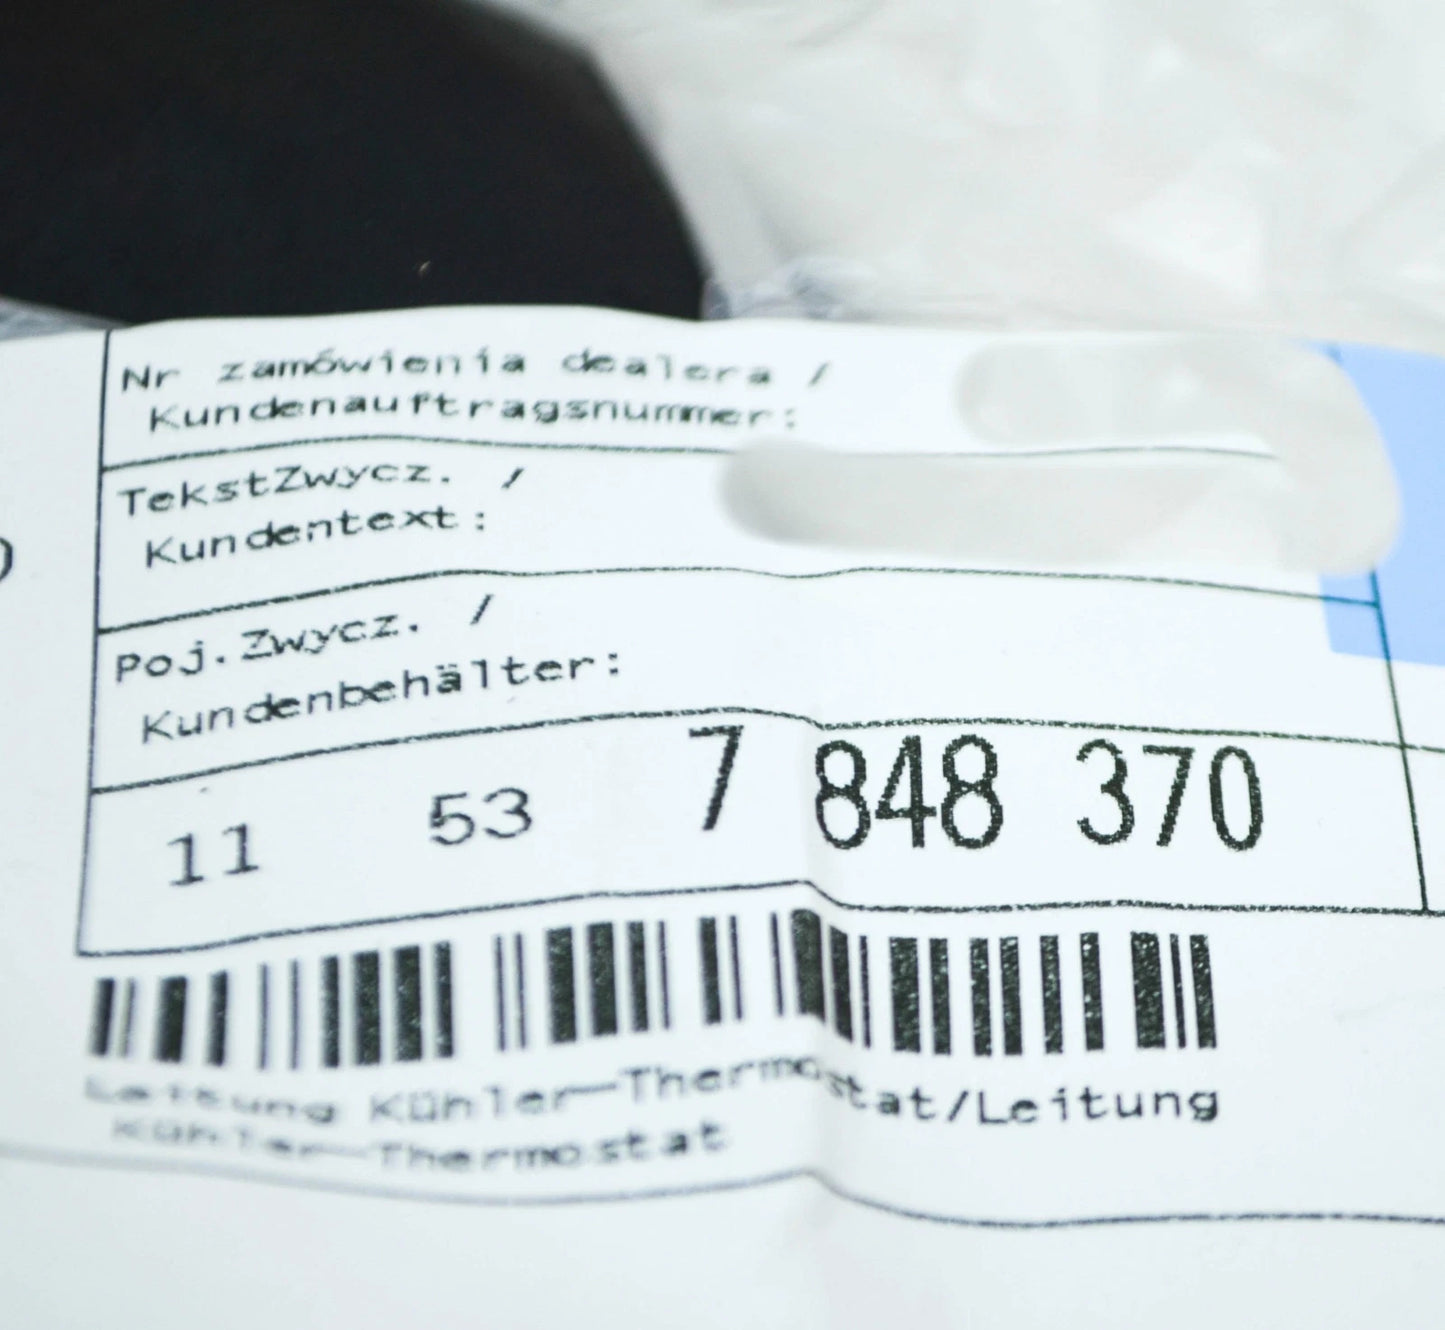 Nr zamówienia dealera /
Kundenauftragsnummer:
TekstZwycz. /
Kundentext:
Poj.Zwycz. /
Kundenbehälter:
11 53 7 848 370
Leitung Kühler-Thermostat/Leitung
Kühler-Thermostat